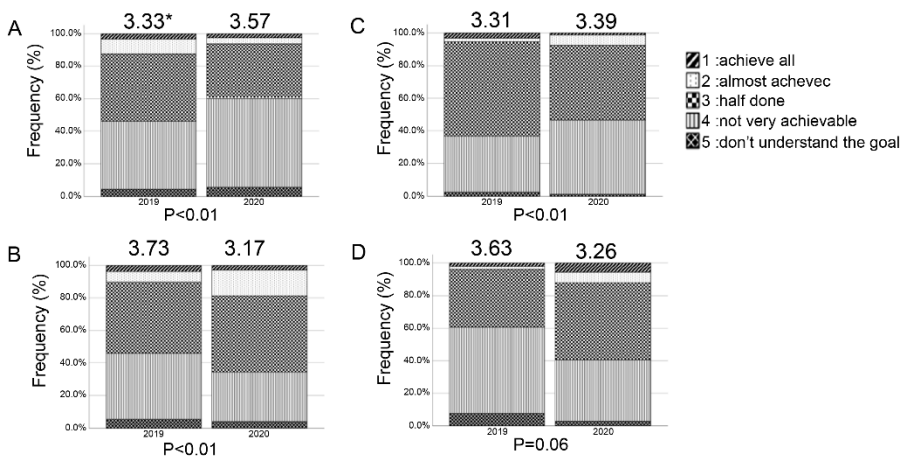 A
3.33* 3.57
Frequency (%)
100.0%
80.0%
60.0%
40.0%
20.0%
0.0%
2019 2020
P<0.01
C
3.31 3.39
Frequency (%)
100.0%
80.0%
60.0%
40.0%
20.0%
0.0%
2019 2020
P<0.01
1 :achieve all
2 :almost achevec
3 :half done
4 :not very achievable
5 :don't understand the goal
B
3.73 3.17
Frequency (%)
100.0%
80.0%
60.0%
40.0%
20.0%
0.0%
2019 2020
P<0.01
D
3.63 3.26
Frequency (%)
100.0%
80.0%
60.0%
40.0%
20.0%
0.0%
2019 2020
P=0.06